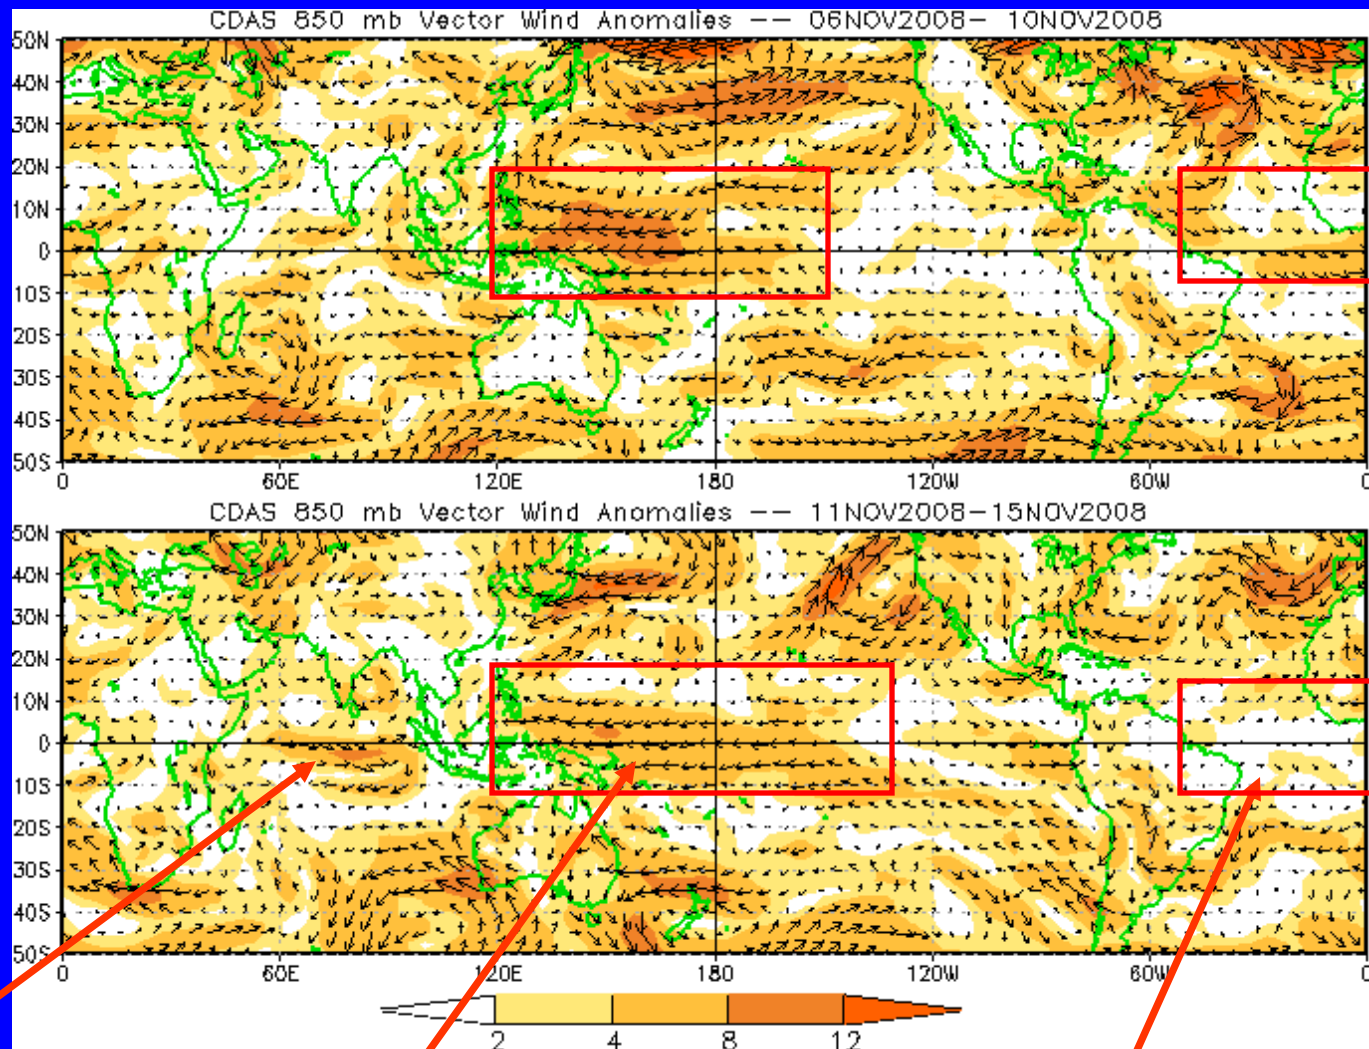 CDAS 850 mb Vector Wind Anomalies -- 06NOV2008- 10NOV2008
50N
40N
30N
20N
10N
0
10S
20S
30S
40S
50S
0 60E 120E 180 120W 60W 0
CDAS 850 mb Vector Wind Anomalies -- 11NOV2008-15NOV2008
50N
40N
30N
20N
10N
0
10S
20S
30S
40S
50S
0 60E 120E 180 120W 60W 0
2 4 8 12